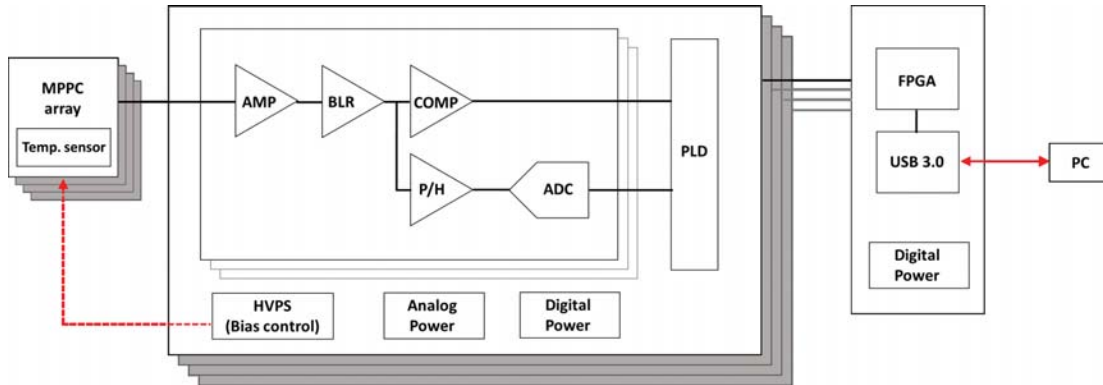 MPPC
array
Temp. sensor
AMP
BLR
COMP
P/H
ADC
PLD
HVPS
(Bias control)
Analog
Power
Digital
Power
FPGA
USB 3.0
Digital
Power
PC